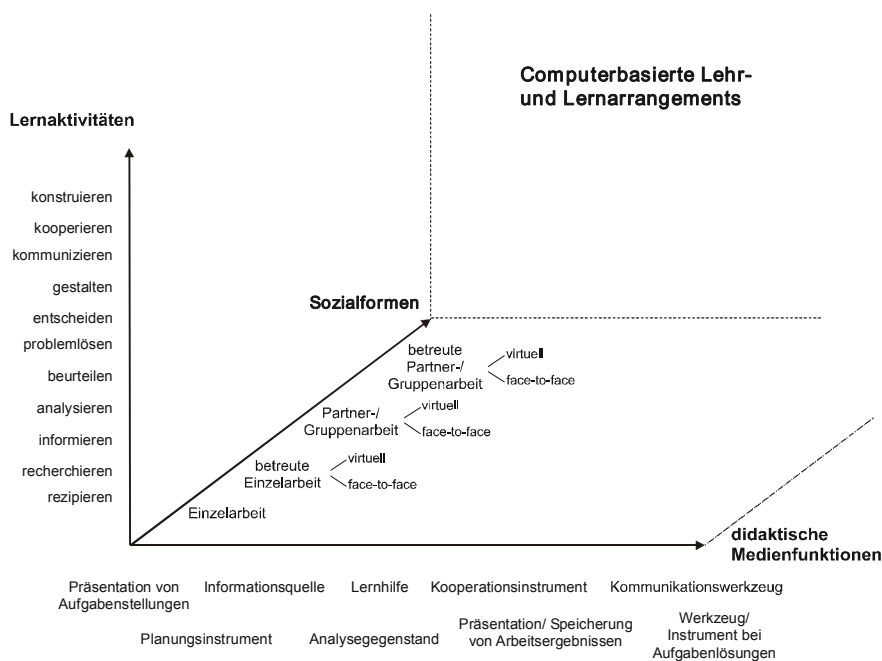 Computerbasierte Lehr-
und Lernarrangements
Lernaktivitäten
konstruieren
kooperieren
kommunizieren
gestalten
entscheiden
problemlösen
beurteilen
analysieren
informieren
recherchieren
rezipieren
Sozialformen
betreute
Partner-/
Gruppenarbeit
virtuell
face-to-face
Partner-/
Gruppenarbeit
virtuell
face-to-face
betreute
Einzelarbeit
virtuell
face-to-face
Einzelarbeit
didaktische
Medienfunktionen
Präsentation von
Aufgabenstellungen
Informationsquelle
Lernhilfe
Kooperationsinstrument
Kommunikationswerkzeug
Planungsinstrument
Analysegegenstand
Präsentation/ Speicherung
von Arbeitsergebnissen
Werkzeug/
Instrument bei
Aufgabenlösungen